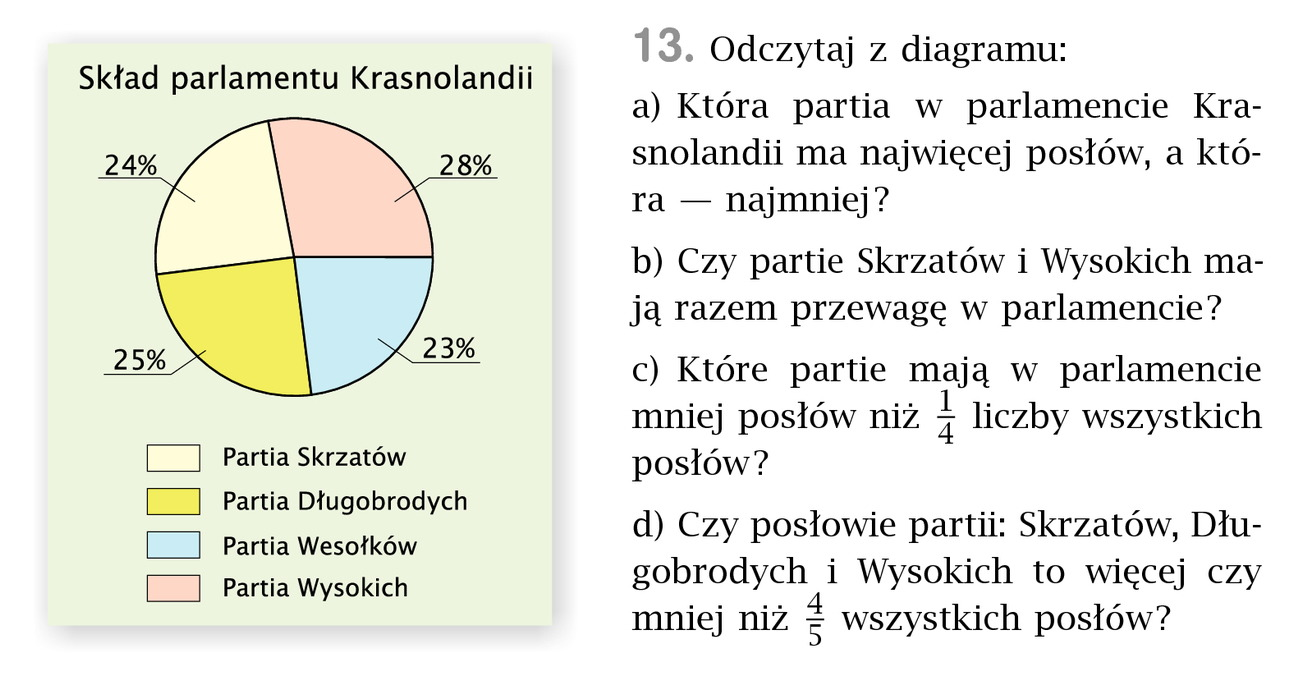 Skład parlamentu Krasnolandii
24%
28%
25%
23%
Partia Skrzatów
Partia Długobrodych
Partia Wesołków
Partia Wysokich
13. Odczytaj z diagramu:
a) Która partia w parlamencie Kra-
snolandii ma najwięcej posłów, a któ-
ra — najmniej?
b) Czy partie Skrzatów i Wysokich ma-
ją razem przewagę w parlamencie?
c) Które partie mają w parlamencie
mniej posłów niż 1/4 liczby wszystkich
posłów?
d) Czy posłowie partii: Skrzatów, Dłu-
gobrodych i Wysokich to więcej czy
mniej niż 4/5 wszystkich posłów?